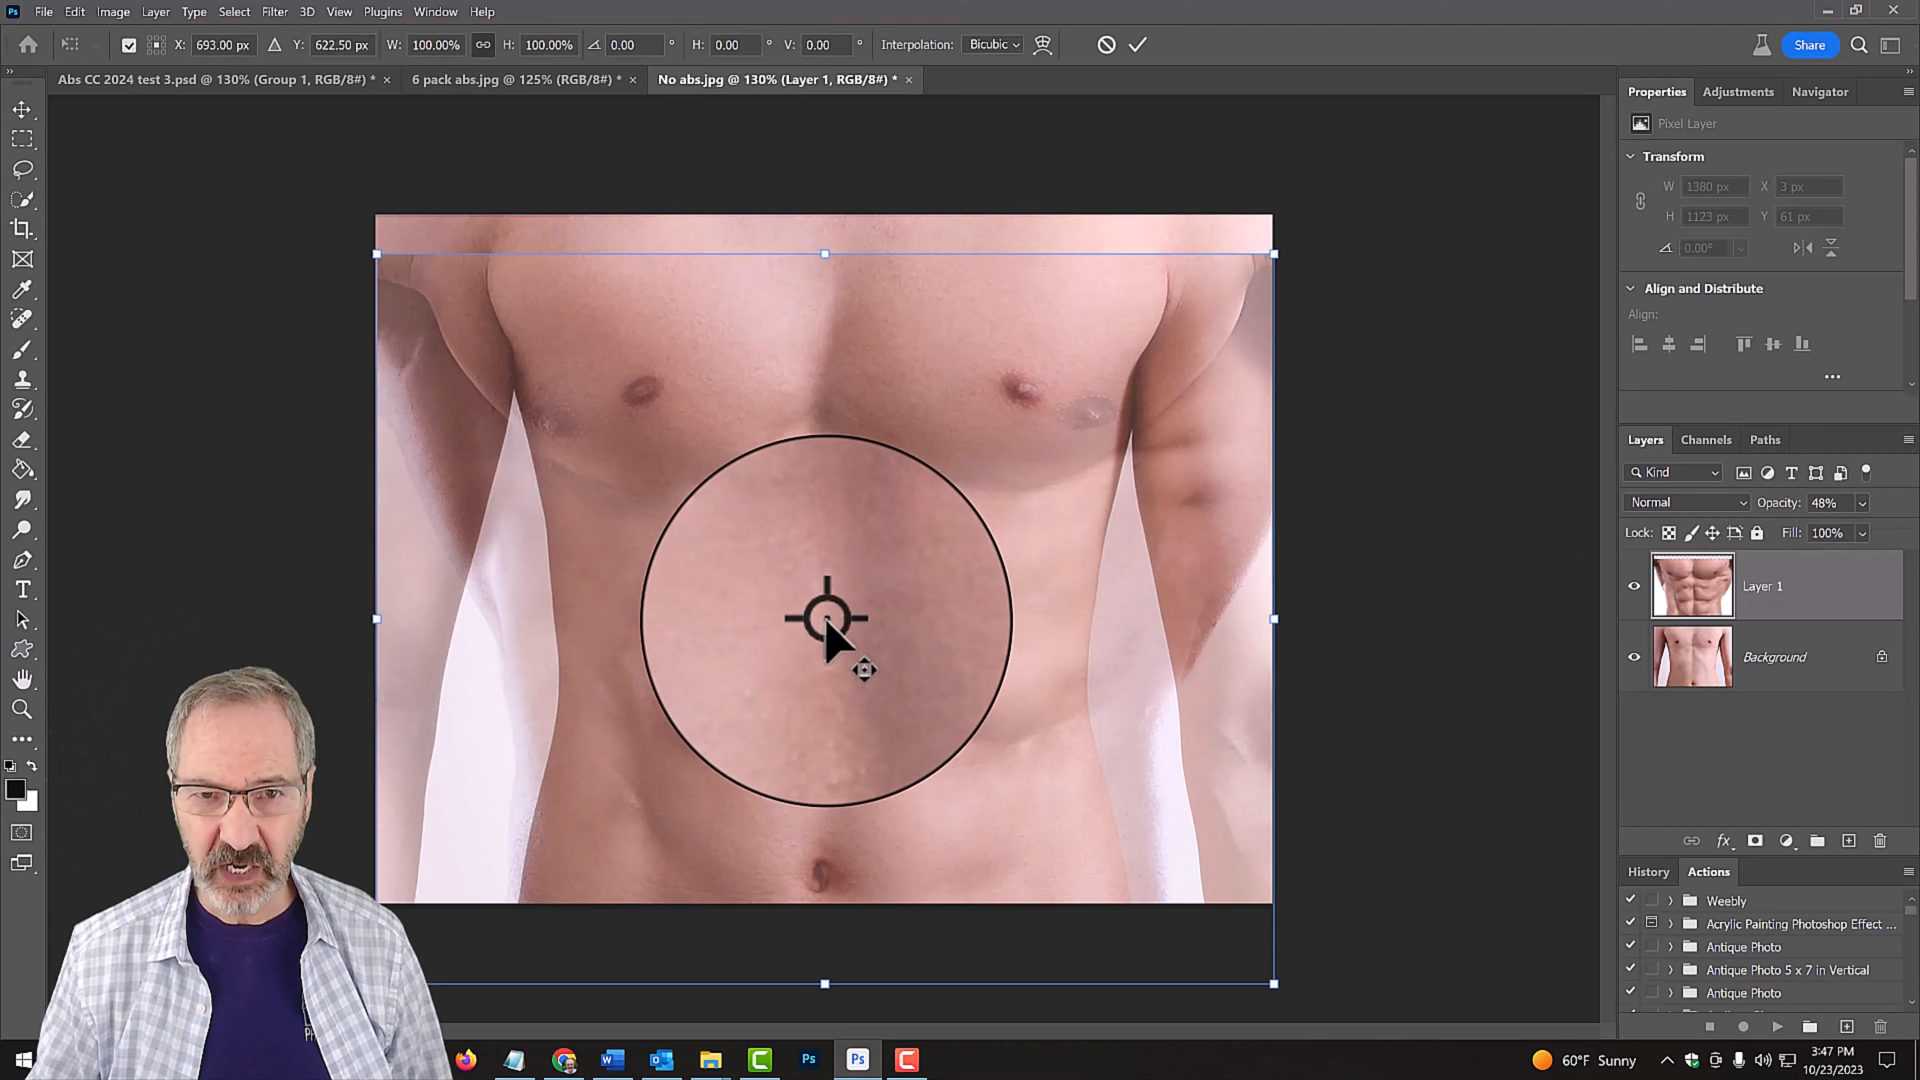 Ps File Edit Image Layer Type Select Filter 3D View Plugins Window Help
X: 693.00 px Y: 622.50 px W: 100.00% H: 100.00% 0.00 ° H: 0.00 ° V: 0.00 ° Interpolation: Bicubic Share
Abs CC 2024 test 3.psd @ 130% (Group 1, RGB/8#) * × 6 pack abs.jpg @ 125% (RGB/8#) * × No abs.jpg @ 130% (Layer 1, RGB/8#) * ×
Properties Adjustments Navigator
Pixel Layer
Transform
W 1380 px X 3 px
H 1123 px Y 61 px
0.00°
Align and Distribute
Align:
Layers Channels Paths
Kind
Normal Opacity: 48%
Lock: Fill: 100%
Layer 1
Background
fx
History Actions
Weebly
Acrylic Painting Photoshop Effect ...
Antique Photo
Antique Photo 5 x 7 in Vertical
Antique Photo
Ps Ps 60°F Sunny 3:47 PM
10/23/2023